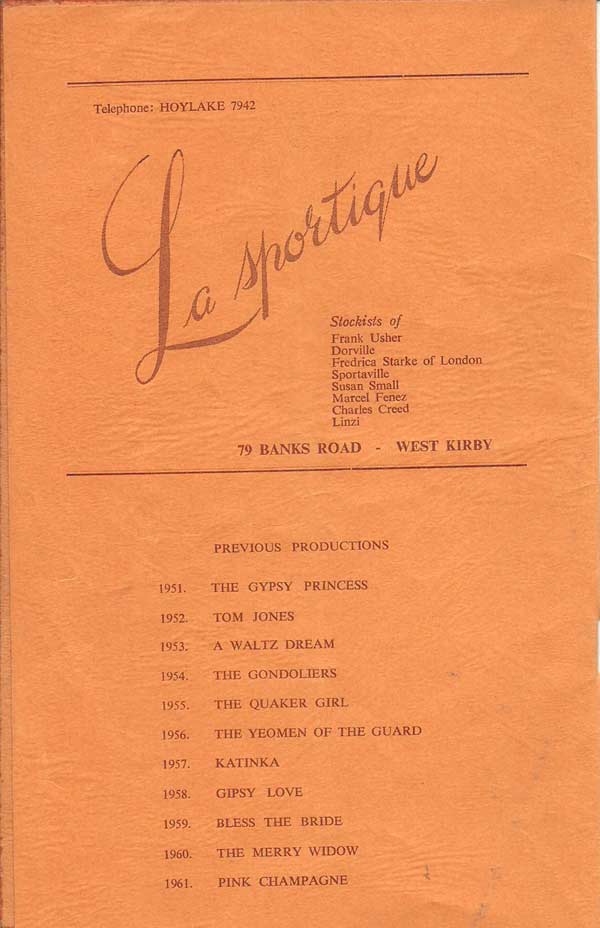 Telephone: HOYLAKE 7942
La sportique
Stockists of
Frank Usher
Dorville
Fredrica Starke of London
Sportaville
Susan Small
Marcel Fenez
Charles Creed
Linzi
79 BANKS ROAD - WEST KIRBY
PREVIOUS PRODUCTIONS
1951. THE GYPSY PRINCESS
1952. TOM JONES
1953. A WALTZ DREAM
1954. THE GONDOLIERS
1955. THE QUAKER GIRL
1956. THE YEOMEN OF THE GUARD
1957. KATINKA
1958. GIPSY LOVE
1959. BLESS THE BRIDE
1960. THE MERRY WIDOW
1961. PINK CHAMPAGNE